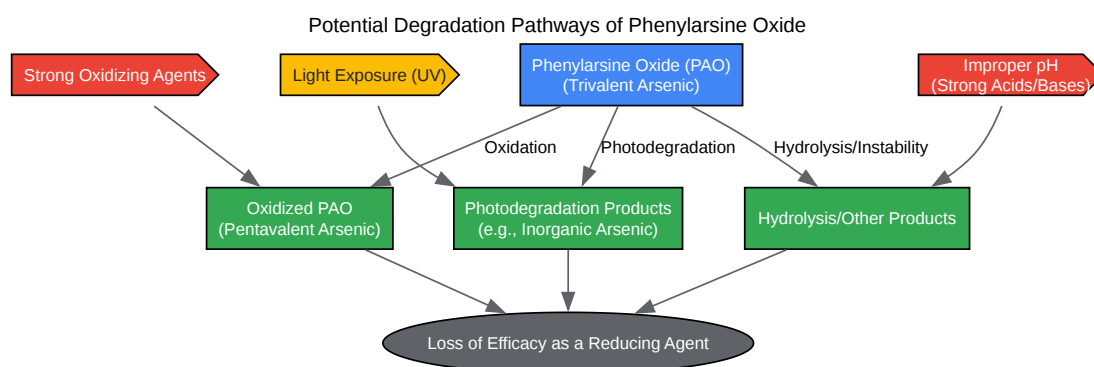 Potential Degradation Pathways of Phenylarsine Oxide
Strong Oxidizing Agents
Light Exposure (UV)
Phenylarsine Oxide (PAO)
(Trivalent Arsenic)
Improper pH
(Strong Acids/Bases)
Oxidation
Photodegradation
Hydrolysis/Instability
Oxidized PAO
(Pentavalent Arsenic)
Photodegradation Products
(e.g., Inorganic Arsenic)
Hydrolysis/Other Products
Loss of Efficacy as a Reducing Agent